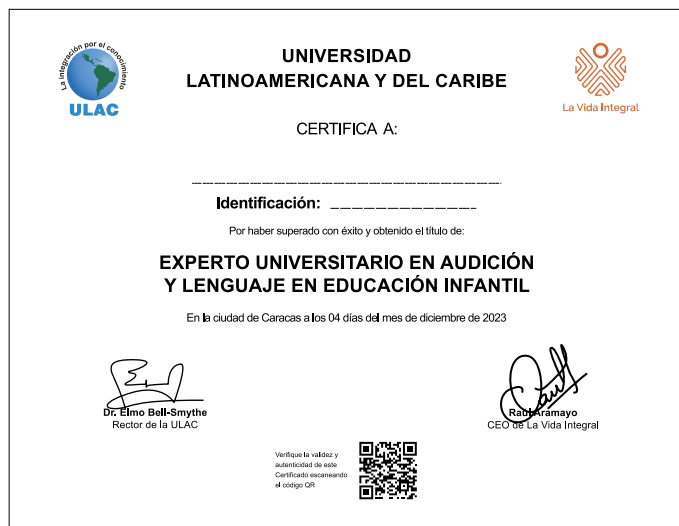 La integración por el conocimiento
ULAC
UNIVERSIDAD
LATINOAMERICANA Y DEL CARIBE
La Vida Integral
CERTIFICA A:
Identificación:
Por haber superado con éxito y obtenido el título de:
EXPERTO UNIVERSITARIO EN AUDICIÓN
Y LENGUAJE EN EDUCACIÓN INFANTIL
En la ciudad de Caracas a los 04 días del mes de diciembre de 2023
Dr. Elmo Bell-Smythe
Rector de la ULAC
Raúl Aramayo
CEO de La Vida Integral
Verifique la validez y
autenticidad de este
Certificado escaneando
el código QR